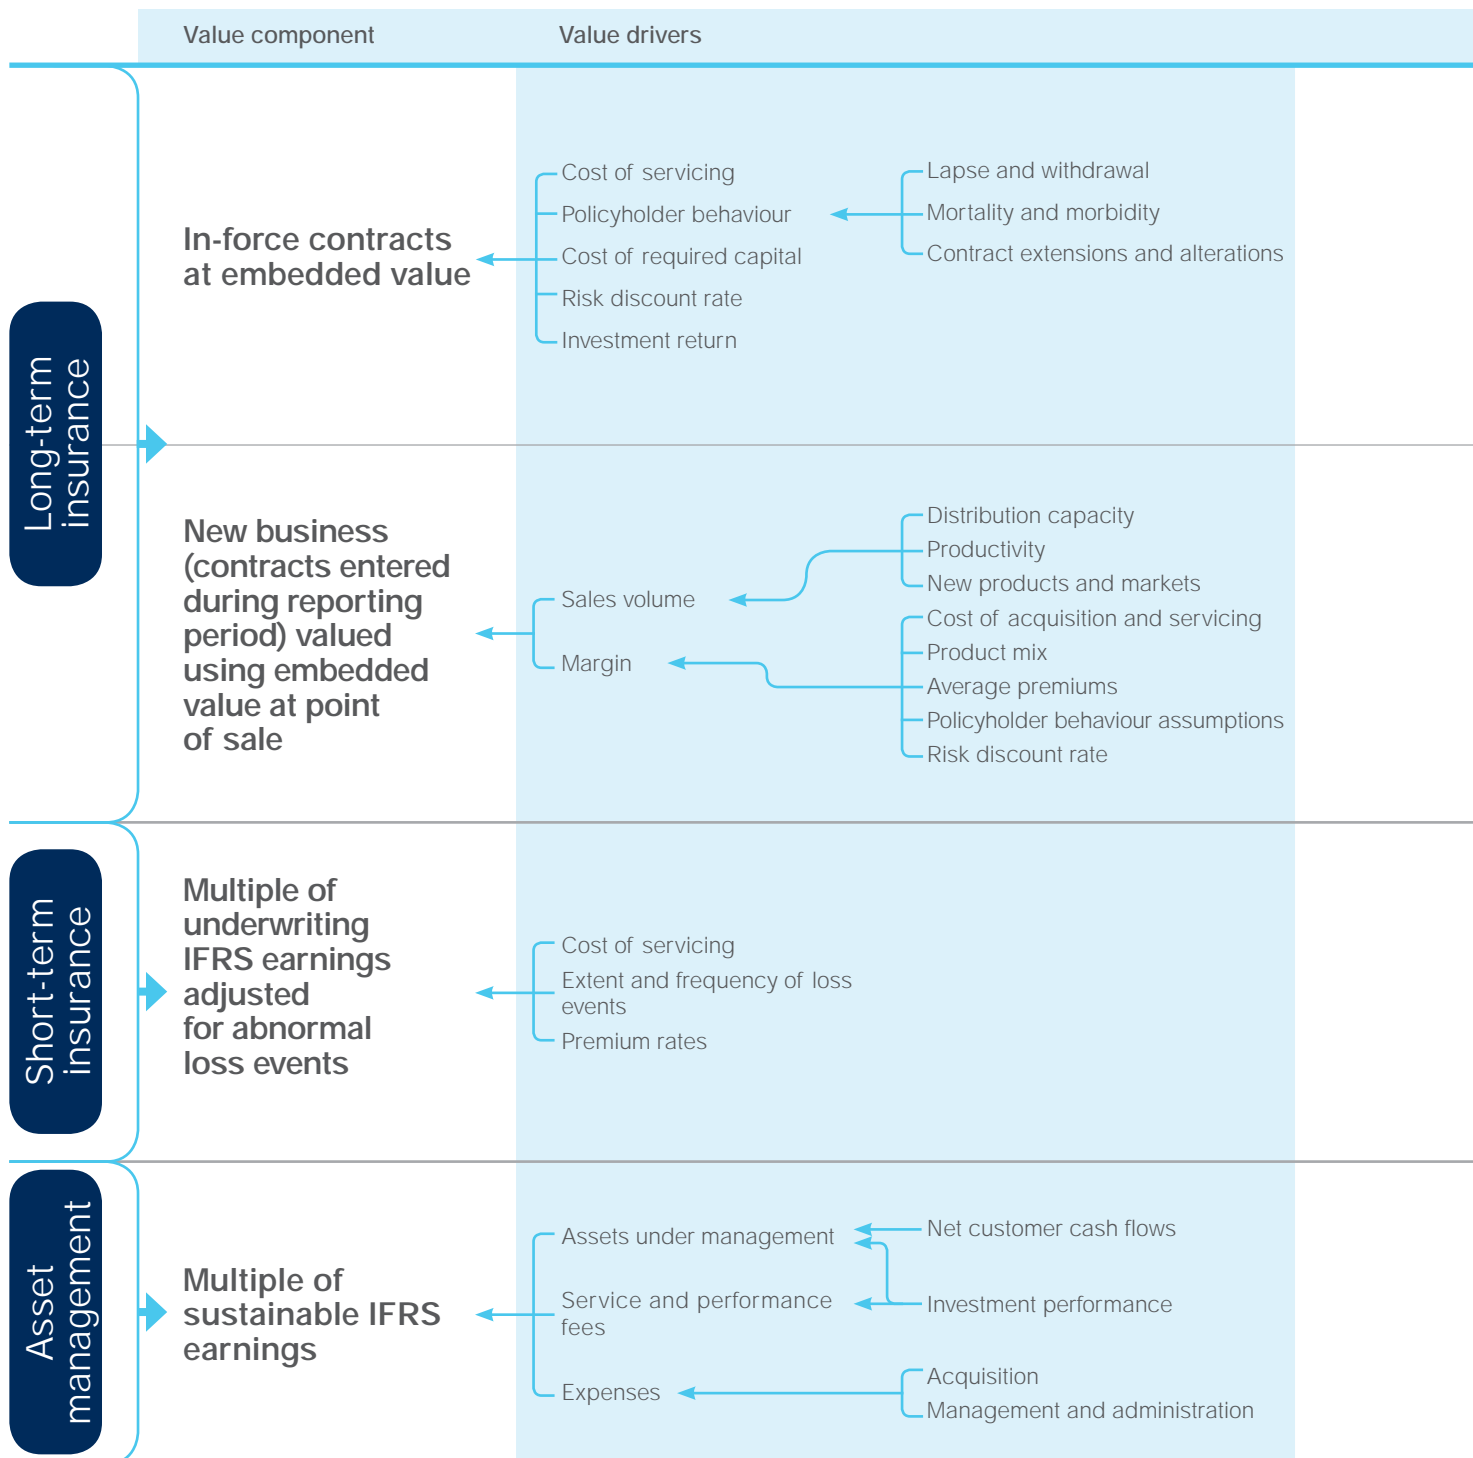 Value component
Value drivers
Long-term
insurance
In-force contracts
at embedded value
Cost of servicing
Policyholder behaviour
Cost of required capital
Risk discount rate
Investment return
Lapse and withdrawal
Mortality and morbidity
Contract extensions and alterations
New business
(contracts entered
during reporting
period) valued
using embedded
value at point
of sale
Sales volume
Margin
Distribution capacity
Productivity
New products and markets
Cost of acquisition and servicing
Product mix
Average premiums
Policyholder behaviour assumptions
Risk discount rate
Short-term
insurance
Multiple of
underwriting
IFRS earnings
adjusted
for abnormal
loss events
Cost of servicing
Extent and frequency of loss
events
Premium rates
Asset
management
Multiple of
sustainable IFRS
earnings
Assets under management
Service and performance
fees
Expenses
Net customer cash flows
Investment performance
Acquisition
Management and administration